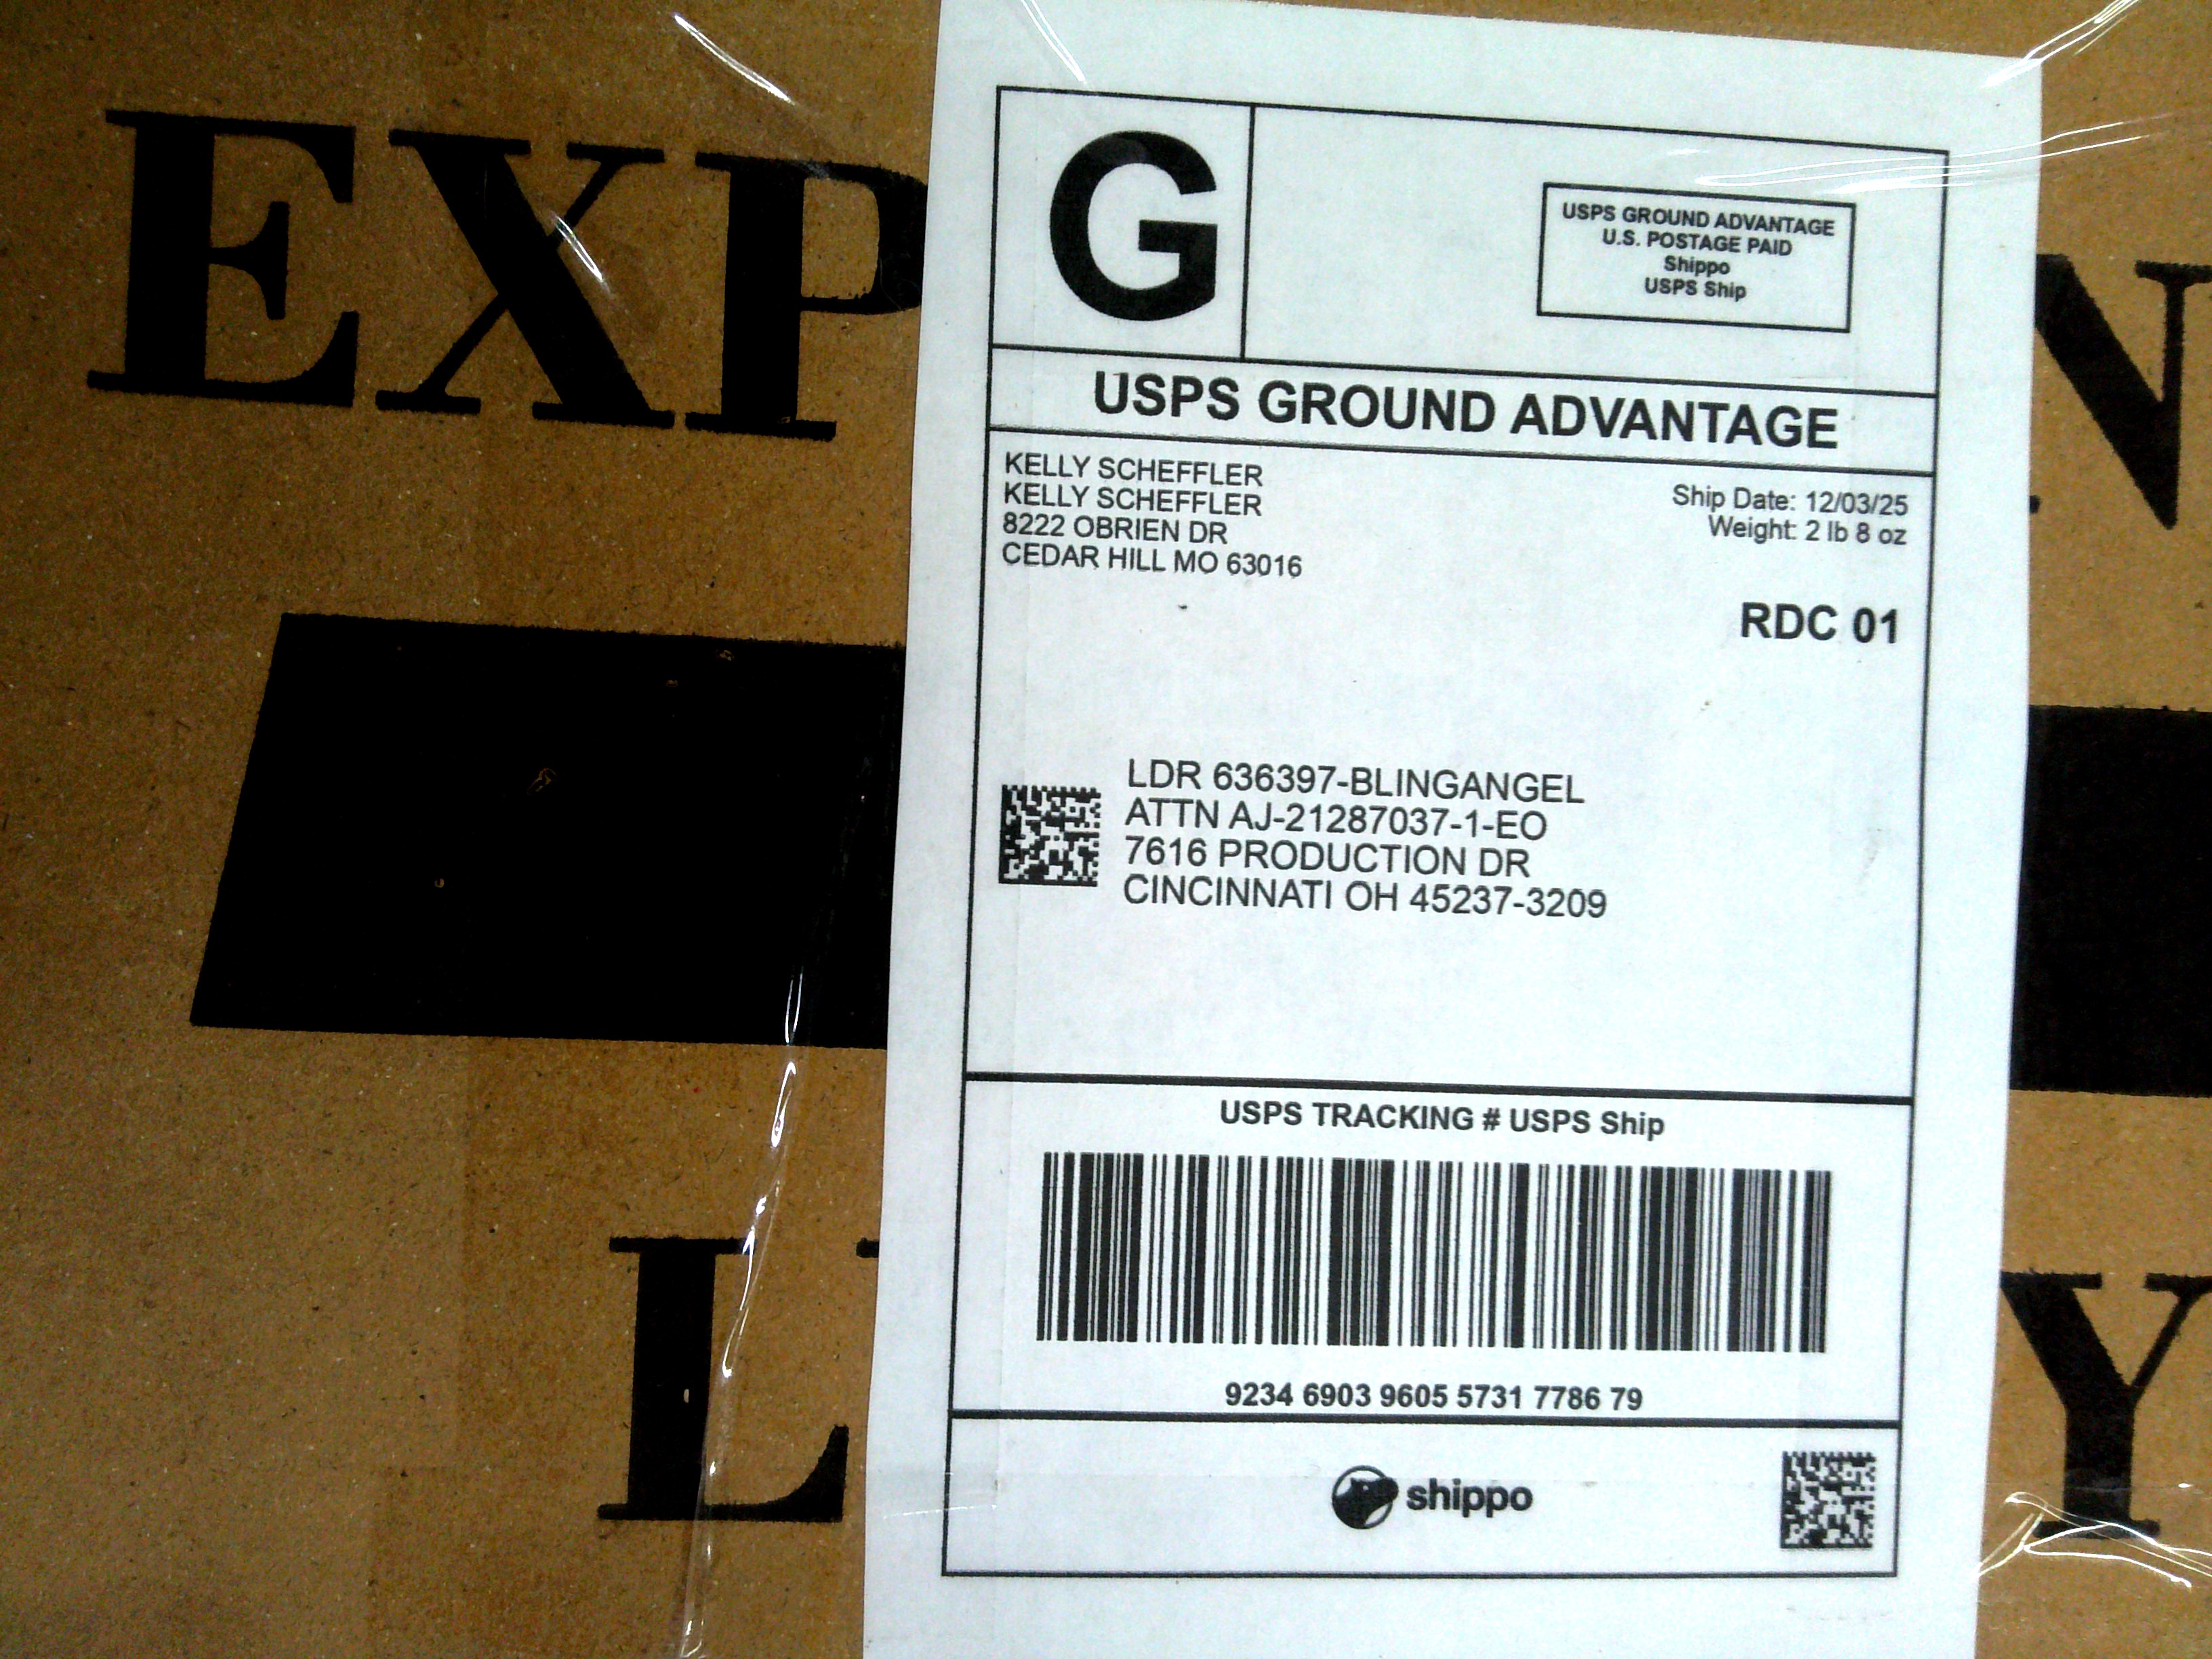 EXP
N
G
USPS GROUND ADVANTAGE
U.S. POSTAGE PAID
Shippo
USPS Ship
USPS GROUND ADVANTAGE
KELLY SCHEFFLER
KELLY SCHEFFLER
8222 OBRIEN DR
CEDAR HILL MO 63016
Ship Date: 12/03/25
Weight: 2 lb 8 oz
RDC 01
LDR 636397-BLINGANGEL
ATTN AJ-21287037-1-EO
7616 PRODUCTION DR
CINCINNATI OH 45237-3209
USPS TRACKING # USPS Ship
9234 6903 9605 5731 7786 79
L
Y
shippo